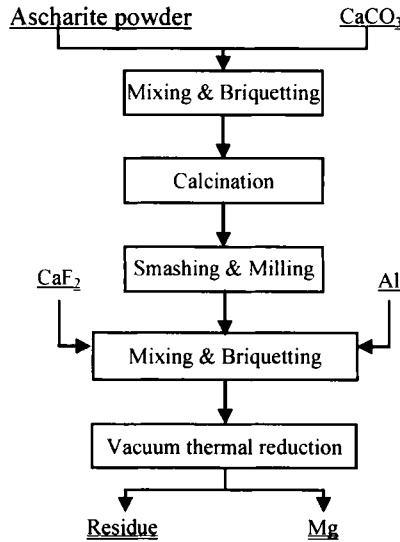 Ascharite powder
CaCO3
Mixing & Briquetting
Calcination
Smashing & Milling
CaF2
Al
Mixing & Briquetting
Vacuum thermal reduction
Residue
Mg